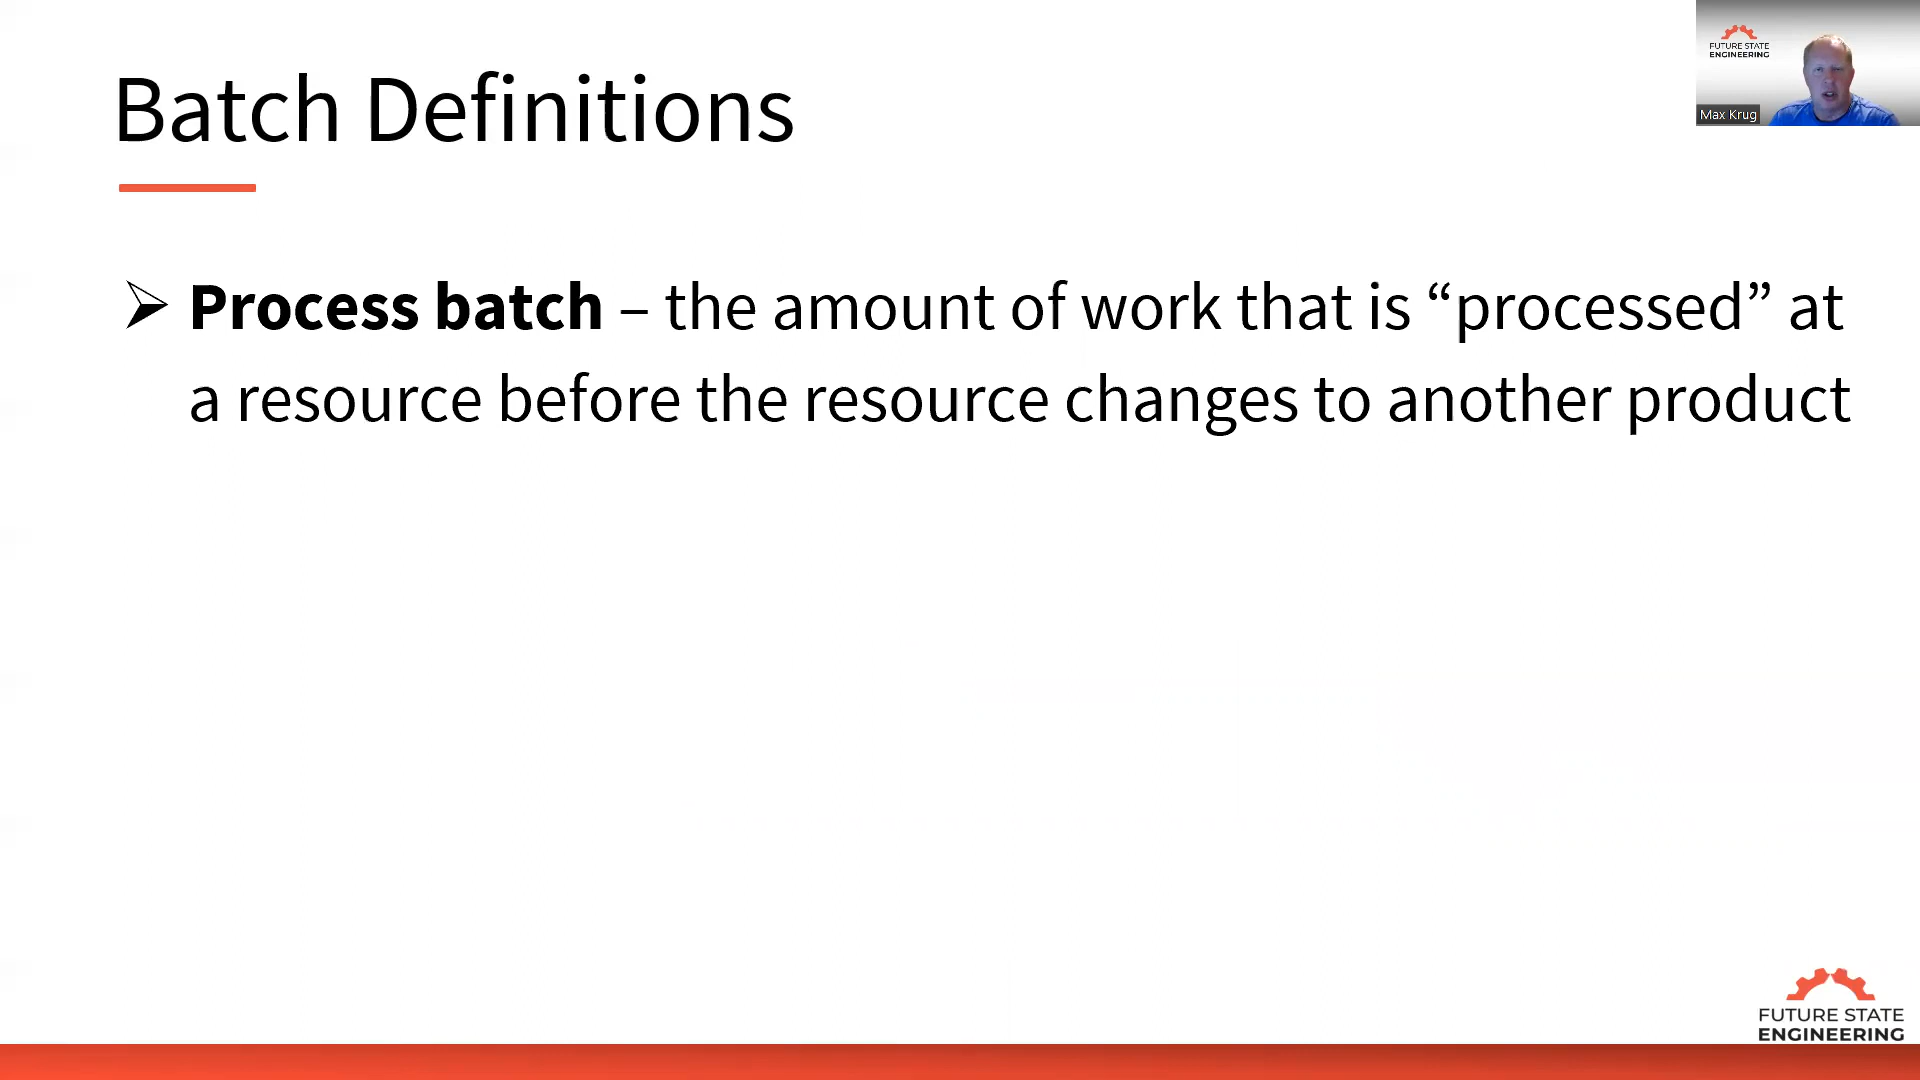 Batch Definitions
FUTURE STATE
ENGINEERING
Max Krug
➢ Process batch – the amount of work that is “processed” at
a resource before the resource changes to another product
FUTURE STATE
ENGINEERING